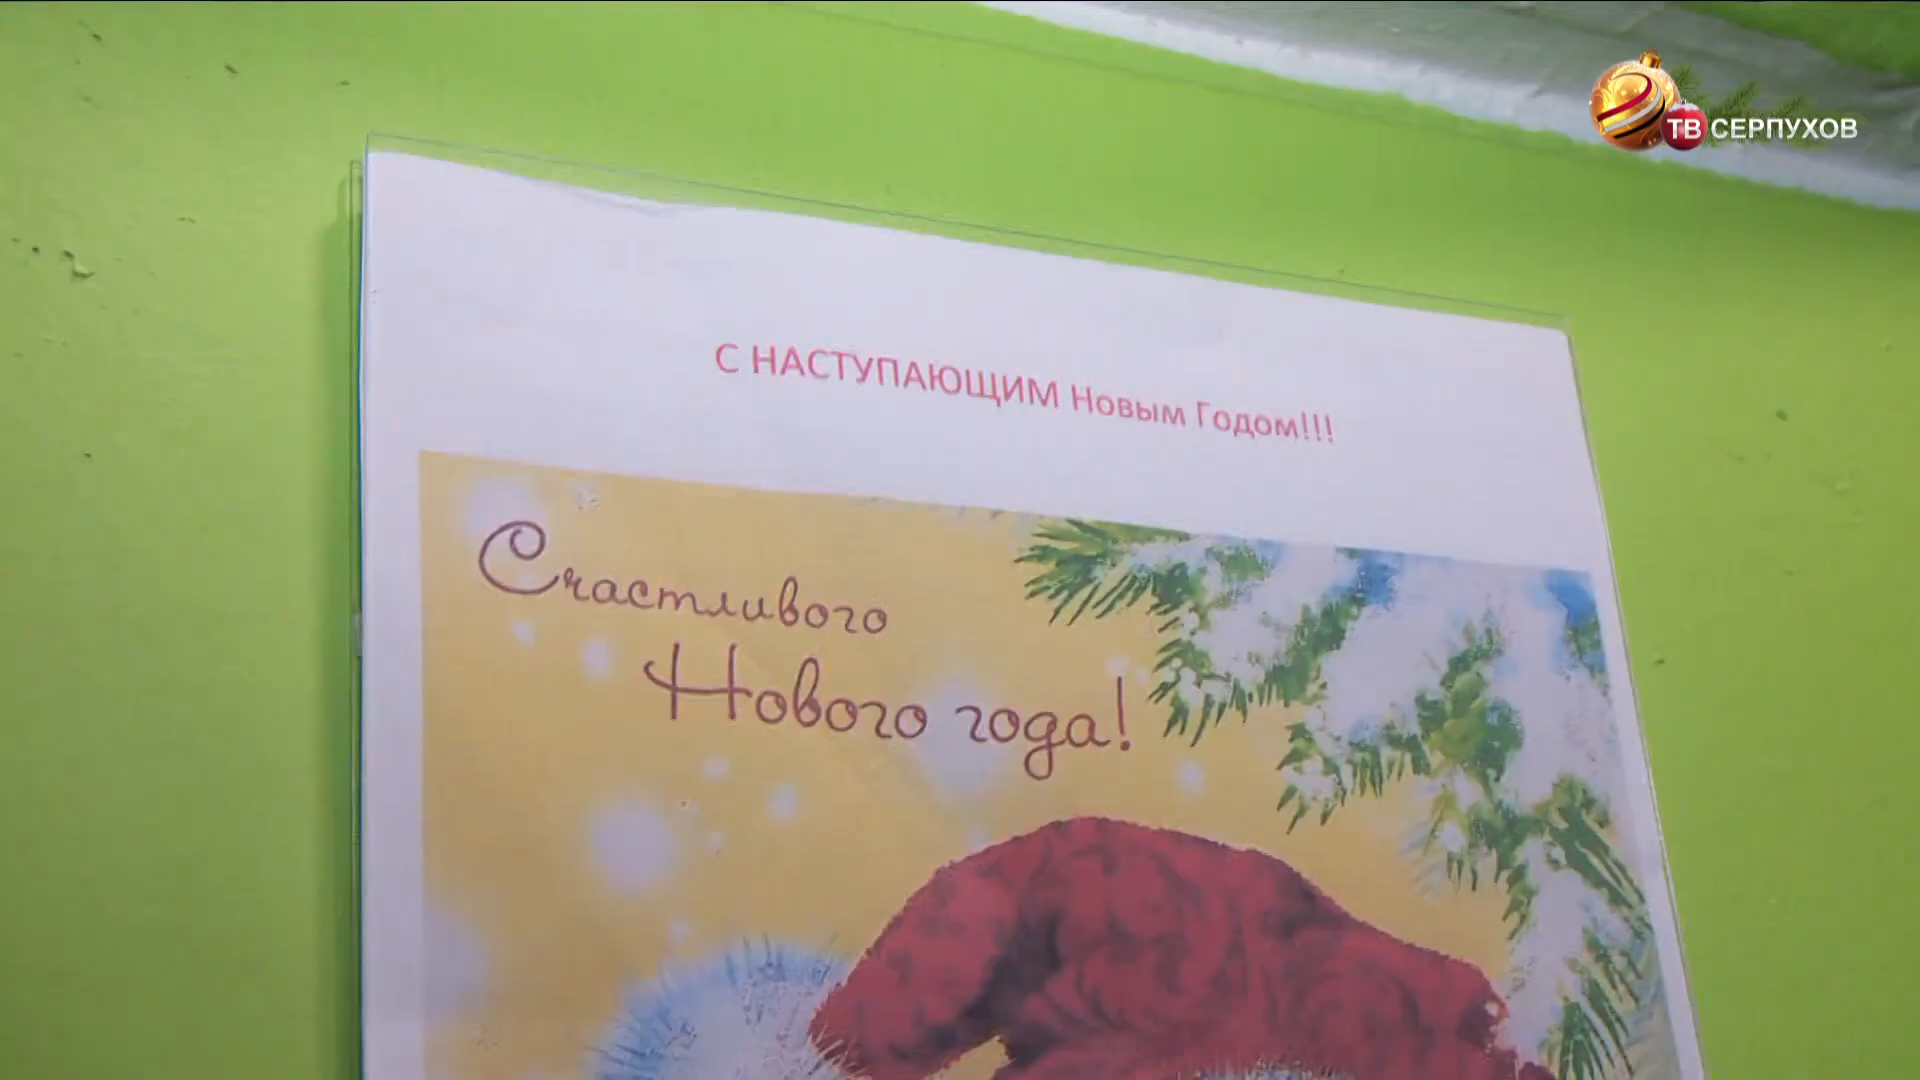 ТВ СЕРПУХОВ
С НАСТУПАЮЩИМ Новым Годом!!!
Счастливого
Нового года!